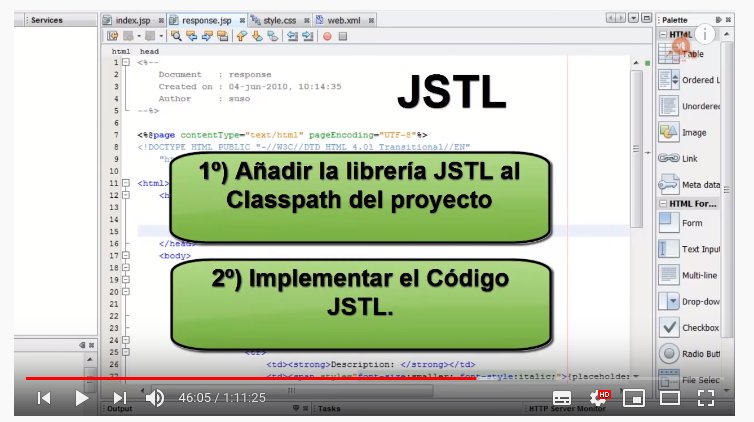 Services
index.jsp
response.jsp
style.css
web.xml
Palette
html head
1 <%--
2 Document : response
3 Created on : 04-jun-2010, 10:14:35
4 Author : suso
5 --%>
6
7 <%@page contentType="text/html" pageEncoding="UTF-8"%>
8 <!DOCTYPE HTML PUBLIC "-//W3C//DTD HTML 4.01 Transitional//EN"
9 "h
10
11 <html>
12 <h
13
14
15
16 </head>
17 <body>
18
19
20
21
22
23
24
25 <tr>
26 <td><strong>Description: </strong></td>
27 <td><span style="font-size:smaller; font-style:italic;">{placeholder
JSTL
1º) Añadir la librería JSTL al
Classpath del proyecto
2º) Implementar el Código
JSTL.
HTML
Table
Ordered L
Unordered
Image
Link
Meta data
HTML For...
Form
Text Input
Multi-line
Drop-dow
Checkbox
Radio Butt
File Selec
46:05 / 1:11:25
HD
Output
Tasks
HTTP Server Monitor